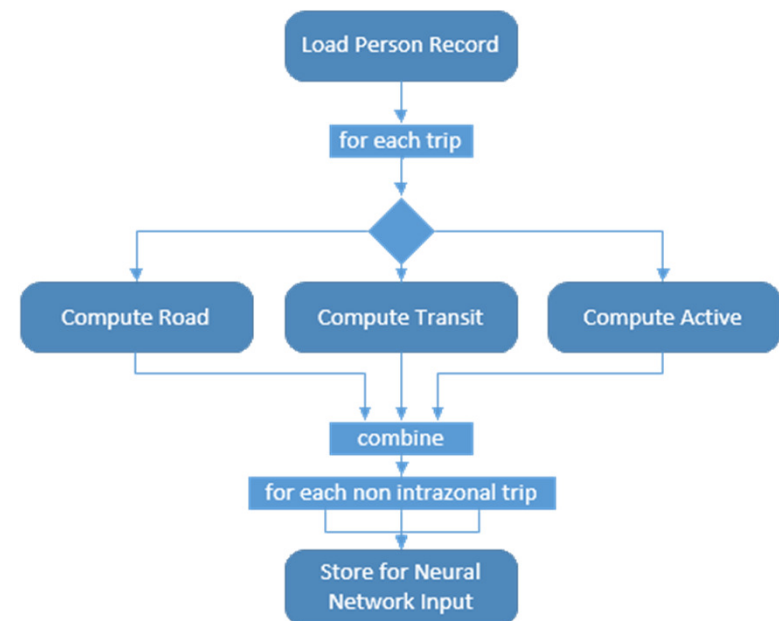 Load Person Record
for each trip
Compute Road
Compute Transit
Compute Active
combine
for each non intrazonal trip
Store for Neural
Network Input